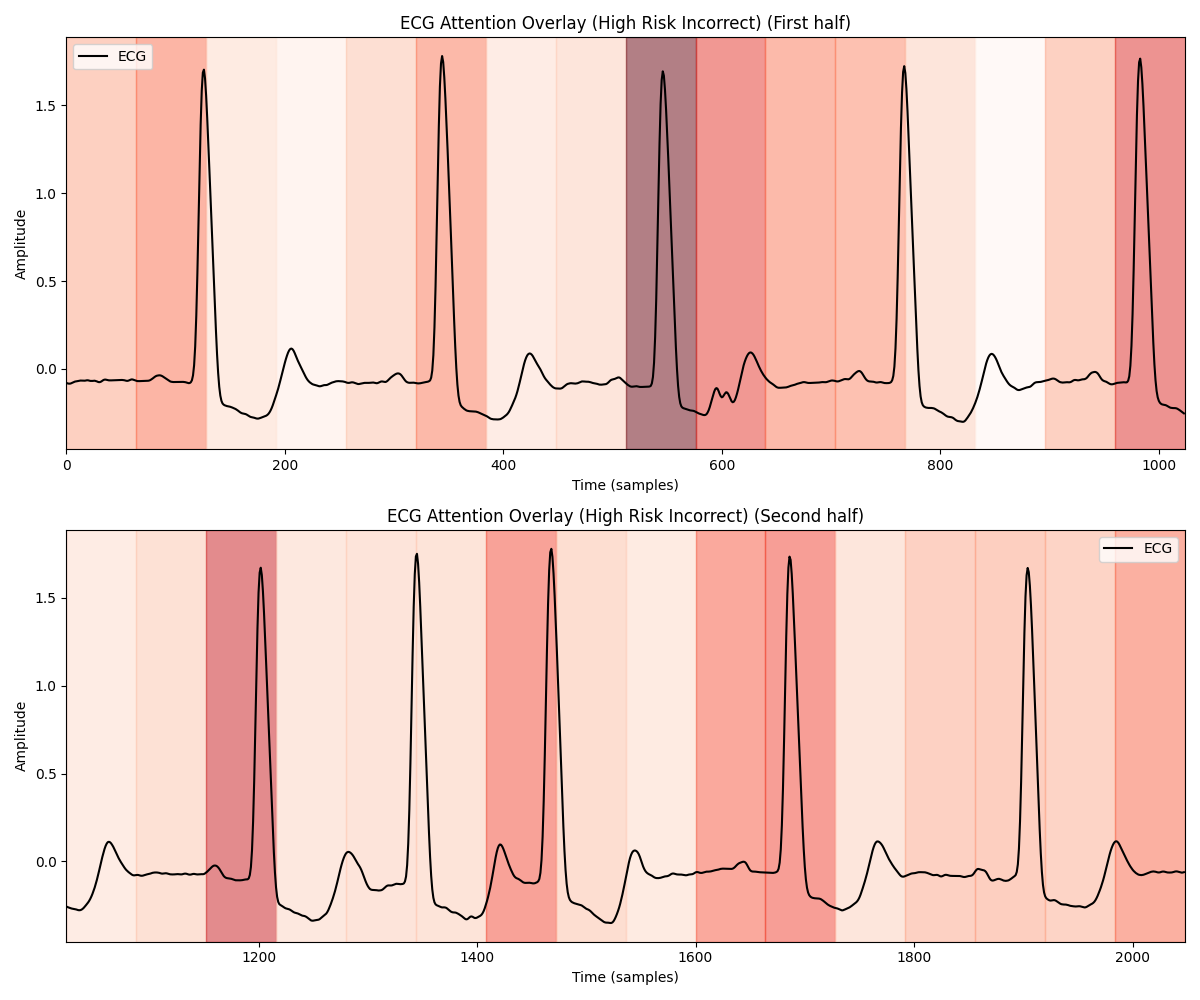 ECG Attention Overlay (High Risk Incorrect) (First half)
ECG
Amplitude
1.5
1.0
0.5
0.0
0 200 400 600 800 1000
Time (samples)
ECG Attention Overlay (High Risk Incorrect) (Second half)
ECG
Amplitude
1.5
1.0
0.5
0.0
1200 1400 1600 1800 2000
Time (samples)